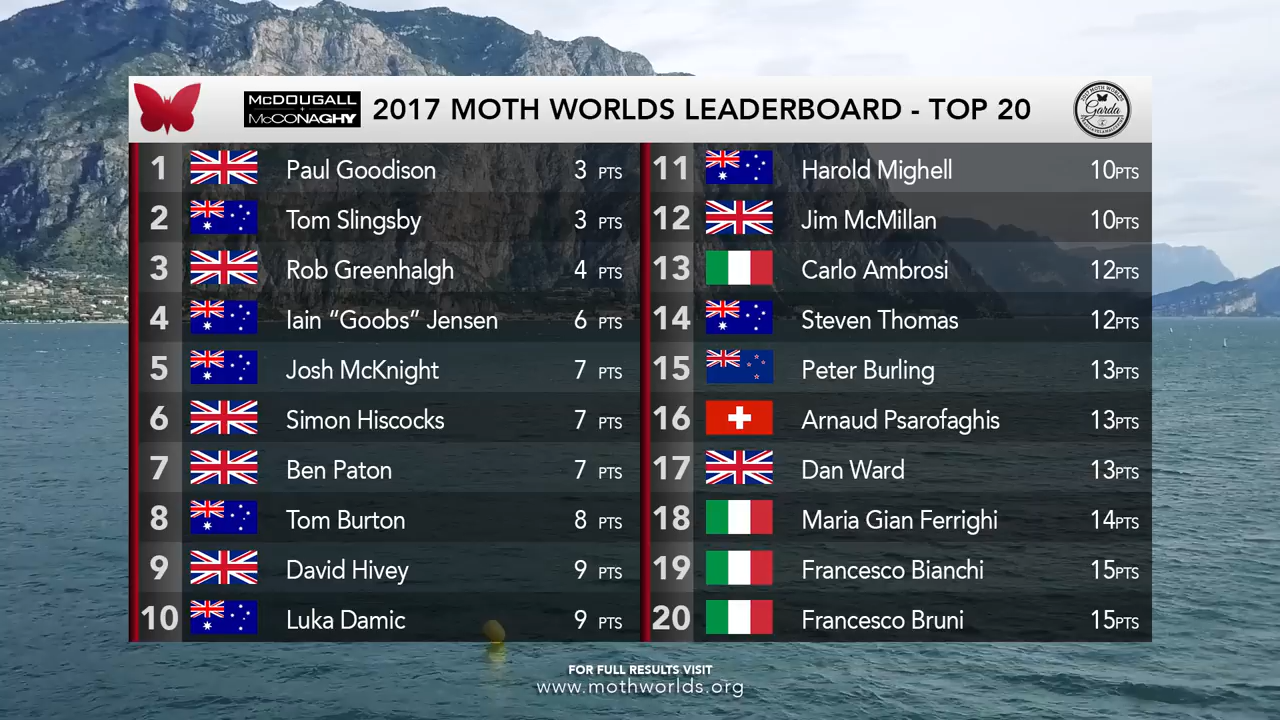 McDOUGALL
+
McCONAGHY
2017 MOTH WORLDS LEADERBOARD - TOP 20
Garda
1 Paul Goodison 3 PTS
2 Tom Slingsby 3 PTS
3 Rob Greenhalgh 4 PTS
4 Iain “Goobs” Jensen 6 PTS
5 Josh McKnight 7 PTS
6 Simon Hiscocks 7 PTS
7 Ben Paton 7 PTS
8 Tom Burton 8 PTS
9 David Hivey 9 PTS
10 Luka Damic 9 PTS
11 Harold Mighell 10PTS
12 Jim McMillan 10PTS
13 Carlo Ambrosi 12PTS
14 Steven Thomas 12PTS
15 Peter Burling 13PTS
16 Arnaud Psarofaghis 13PTS
17 Dan Ward 13PTS
18 Maria Gian Ferrighi 14PTS
19 Francesco Bianchi 15PTS
20 Francesco Bruni 15PTS
FOR FULL RESULTS VISIT
www.mothworlds.org